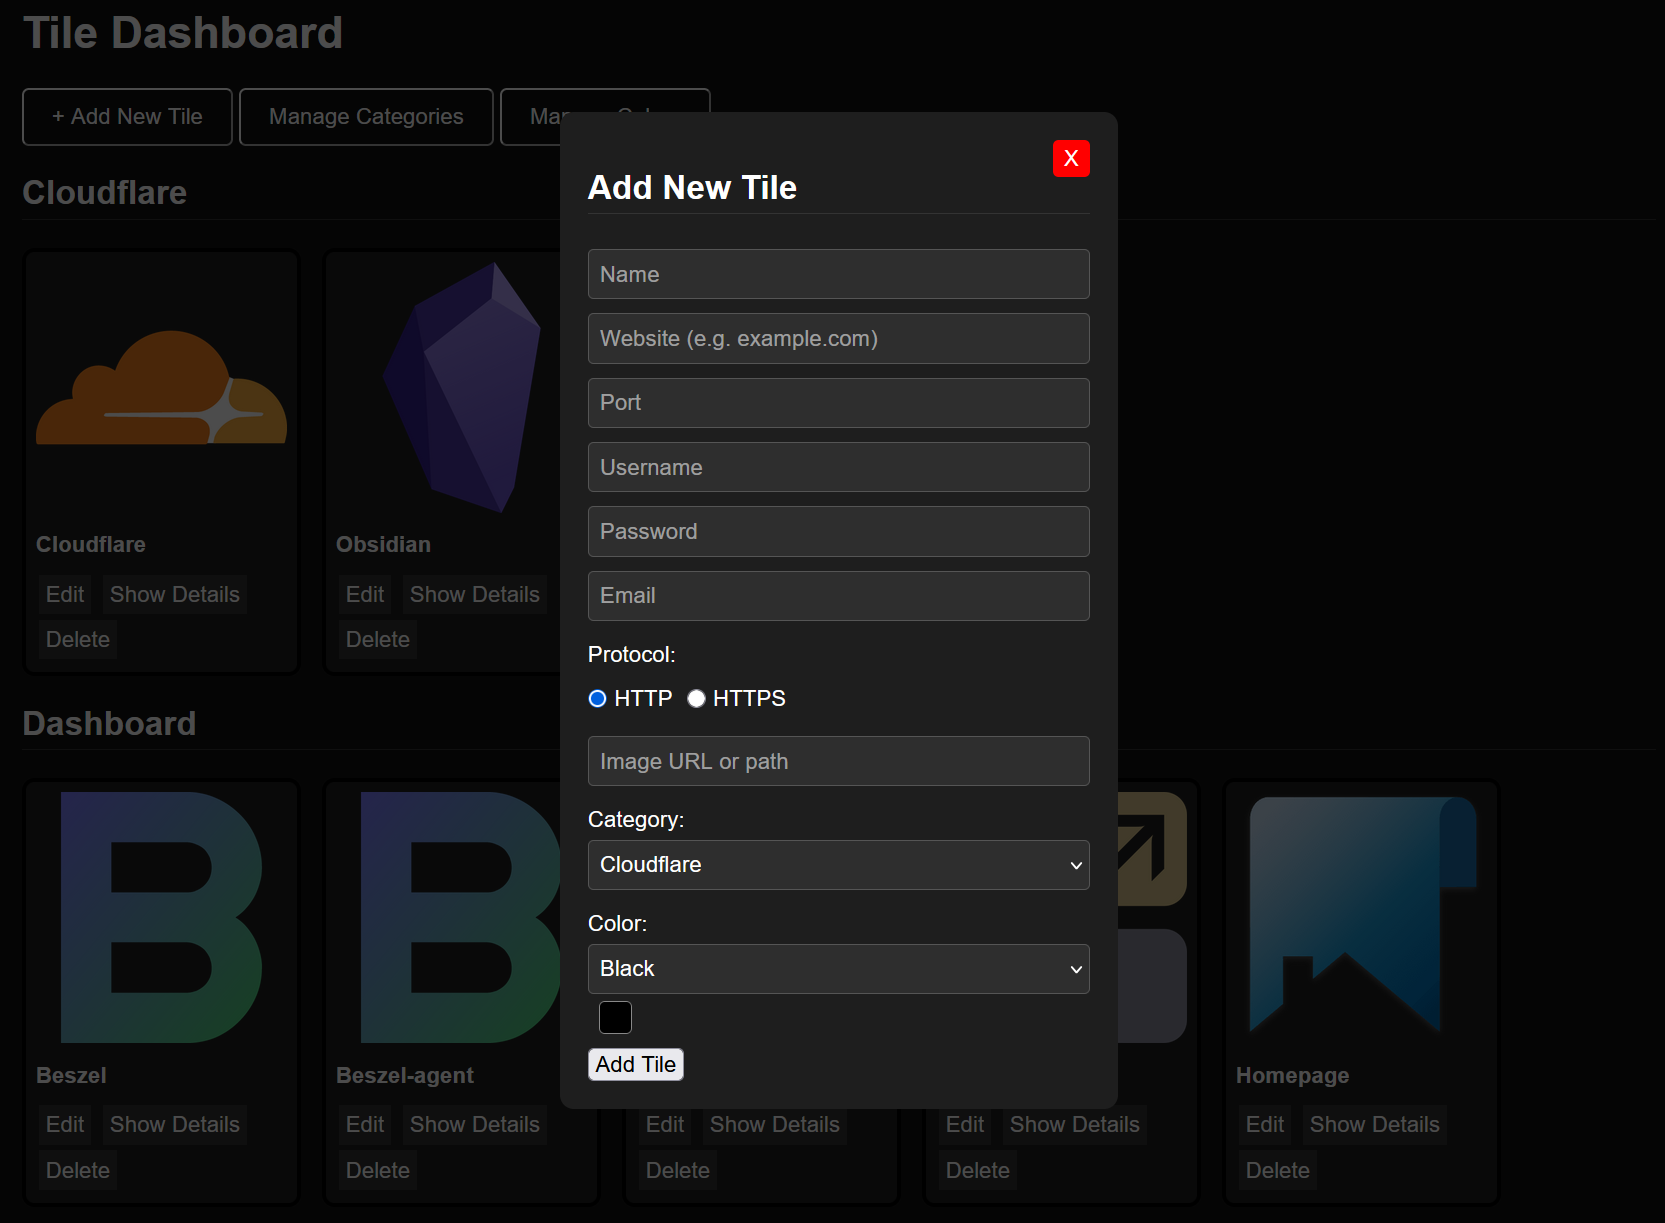 Tile Dashboard
+ Add New Tile
Manage Categories
X
Add New Tile
Cloudflare
Name
Website (e.g. example.com)
Port
Username
Password
Email
Protocol:
HTTP HTTPS
Image URL or path
Category:
Cloudflare
Color:
Black
Add Tile
Cloudflare
Edit Show Details
Delete
Obsidian
Edit Show Details
Delete
Dashboard
Beszel
Edit Show Details
Delete
Beszel-agent
Edit Show Details
Delete
Edit Show Details
Delete
Edit Show Details
Delete
Homepage
Edit Show Details
Delete